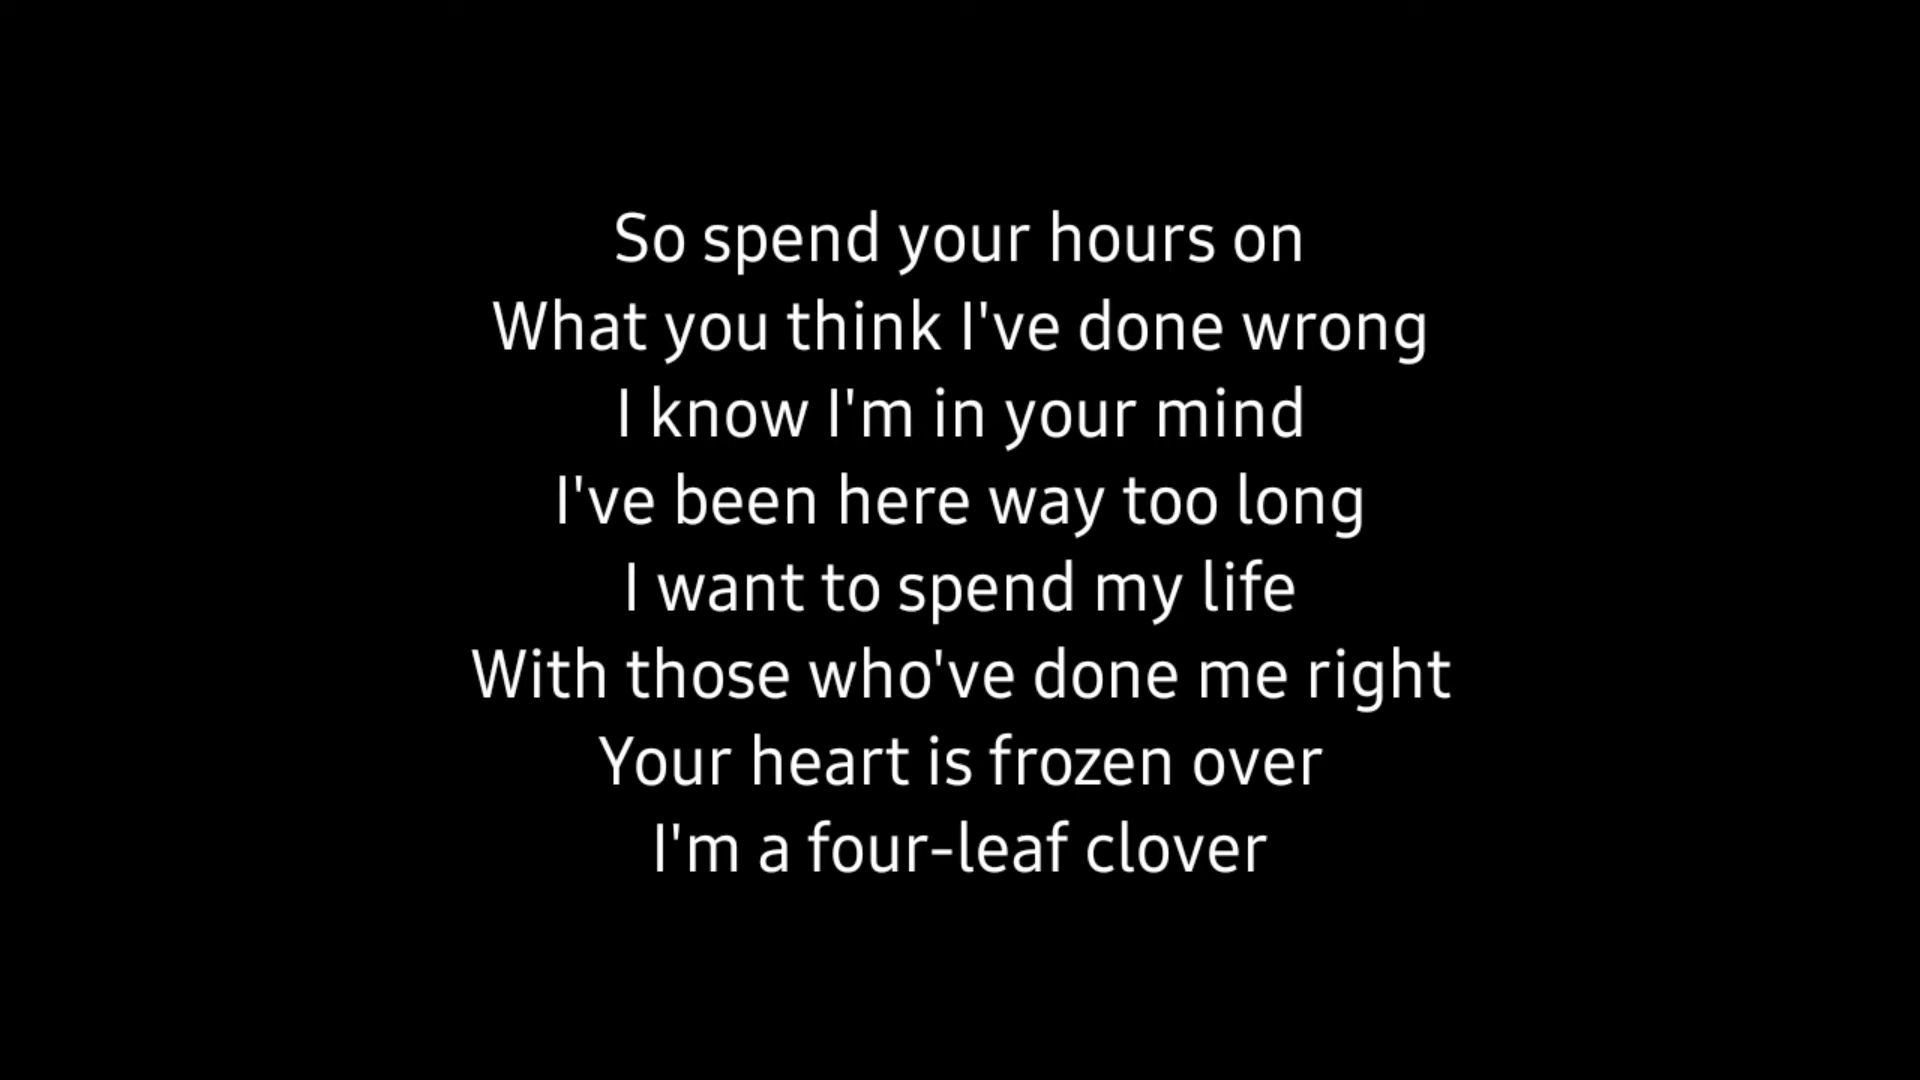 So spend your hours on
What you think I've done wrong
I know I'm in your mind
I've been here way too long
I want to spend my life
With those who've done me right
Your heart is frozen over
I'm a four-leaf clover